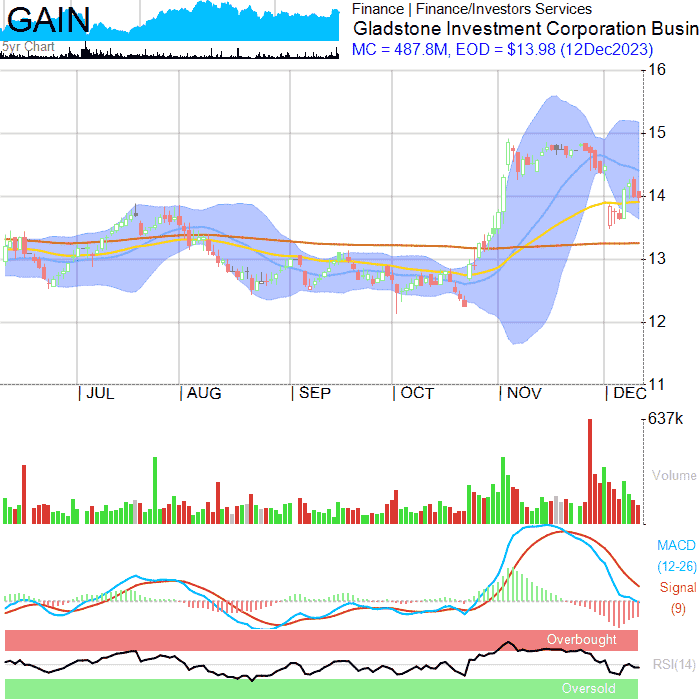 GAIN
5yr Chart
Finance | Finance/Investors Services
Gladstone Investment Corporation Busin
MC = 487.8M, EOD = $13.98 (12Dec2023)
16
15
14
13
12
11
| JUL | AUG | SEP | OCT | NOV | DEC
637k
Volume
MACD
(12-26)
Signal
(9)
Overbought
RSI(14)
Oversold